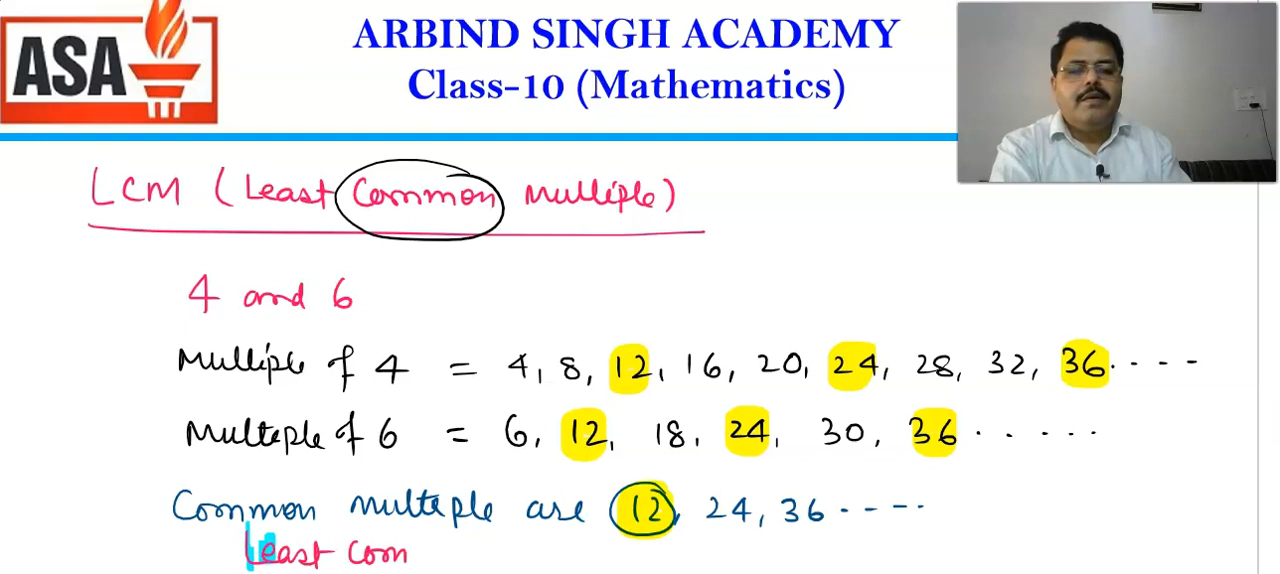 ASA
ARBIND SINGH ACADEMY
Class-10 (Mathematics)
LCM (Least Common Multiple)
4 and 6
Multiple of 4 = 4, 8, 12, 16, 20, 24, 28, 32, 36.----
Multiple of 6 = 6, 12, 18, 24, 30, 36 ......
Common multiple are 12, 24, 36 -----
Least com